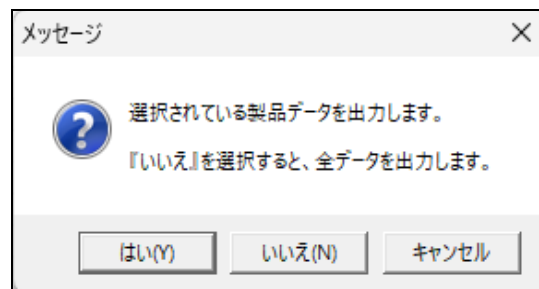 メッセージ
選択されている製品データを出力します。
『いいえ』を選択すると、全データを出力します。
はい(Y)
いいえ(N)
キャンセル